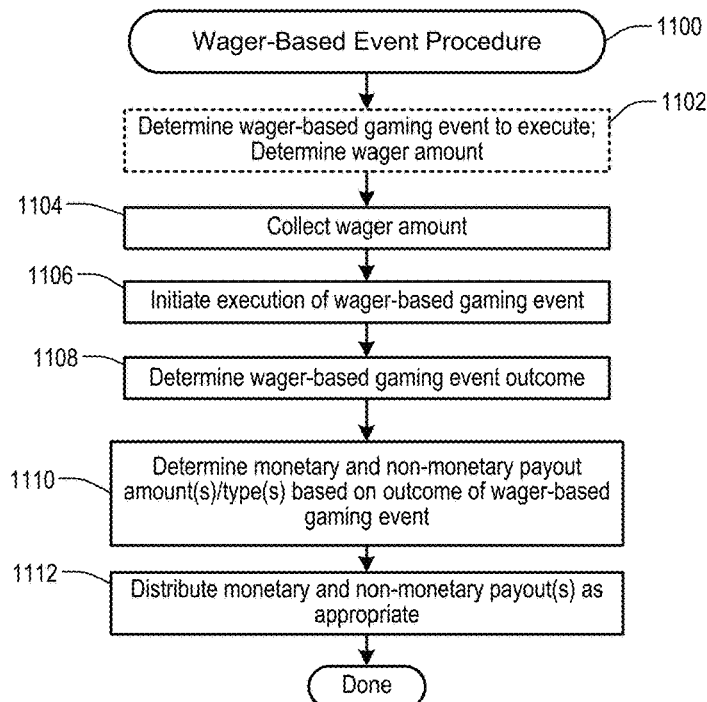 Wager-Based Event Procedure
1100
1102
Determine wager-based gaming event to execute;
Determine wager amount
1104
Collect wager amount
1106
Initiate execution of wager-based gaming event
1108
Determine wager-based gaming event outcome
1110
Determine monetary and non-monetary payout
amount(s)/type(s) based on outcome of wager-based
gaming event
1112
Distribute monetary and non-monetary payout(s) as
appropriate
Done